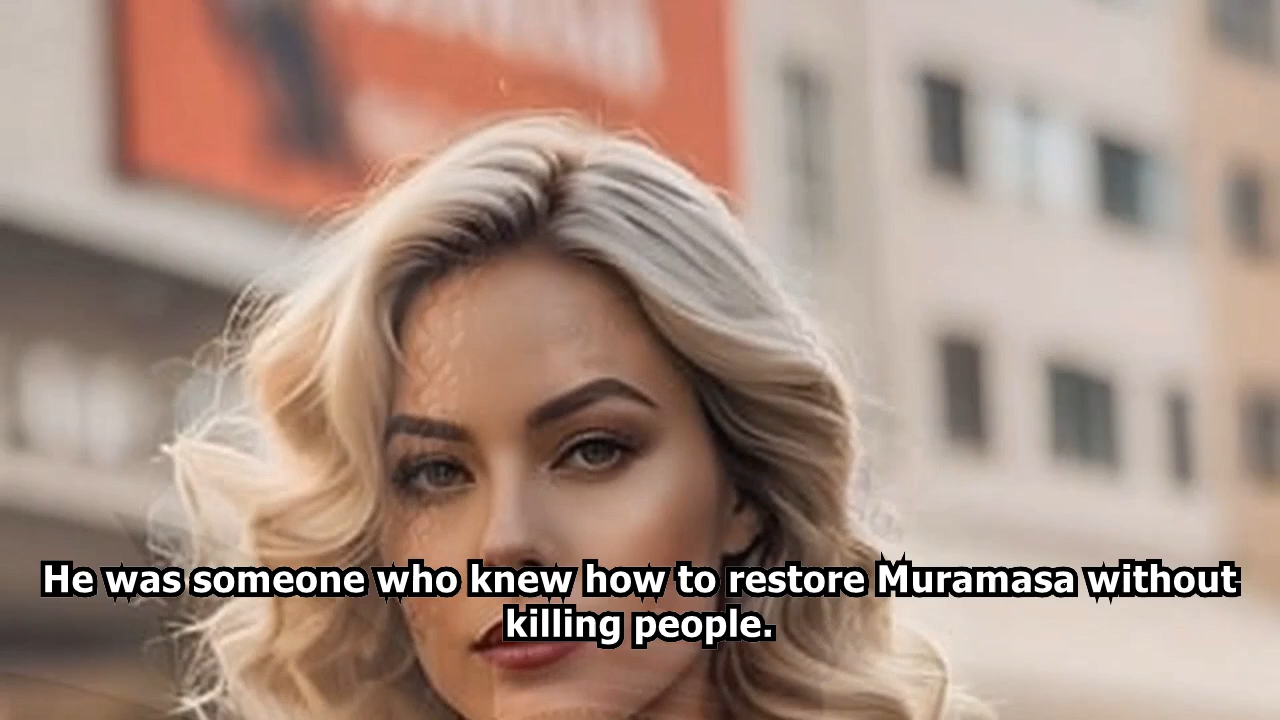 He was someone who knew how to restore Muramasa without
killing people.